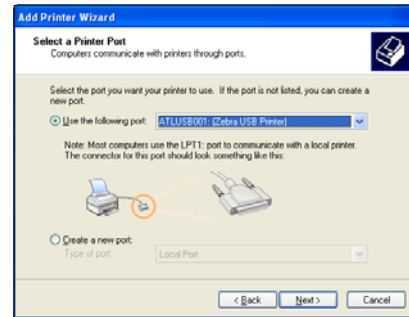 Add Printer Wizard
Select a Printer Port
Computers communicate with printers through ports.
Select the port you want your printer to use. If the port is not listed, you can create a
new port.
Use the following port: ATLUSB001: (Zebra USB Printer)
Note: Most computers use the LPT1: port to communicate with a local printer.
The connector for this port should look something like this:
Create a new port:
Type of port: Local Port
< Back Next > Cancel